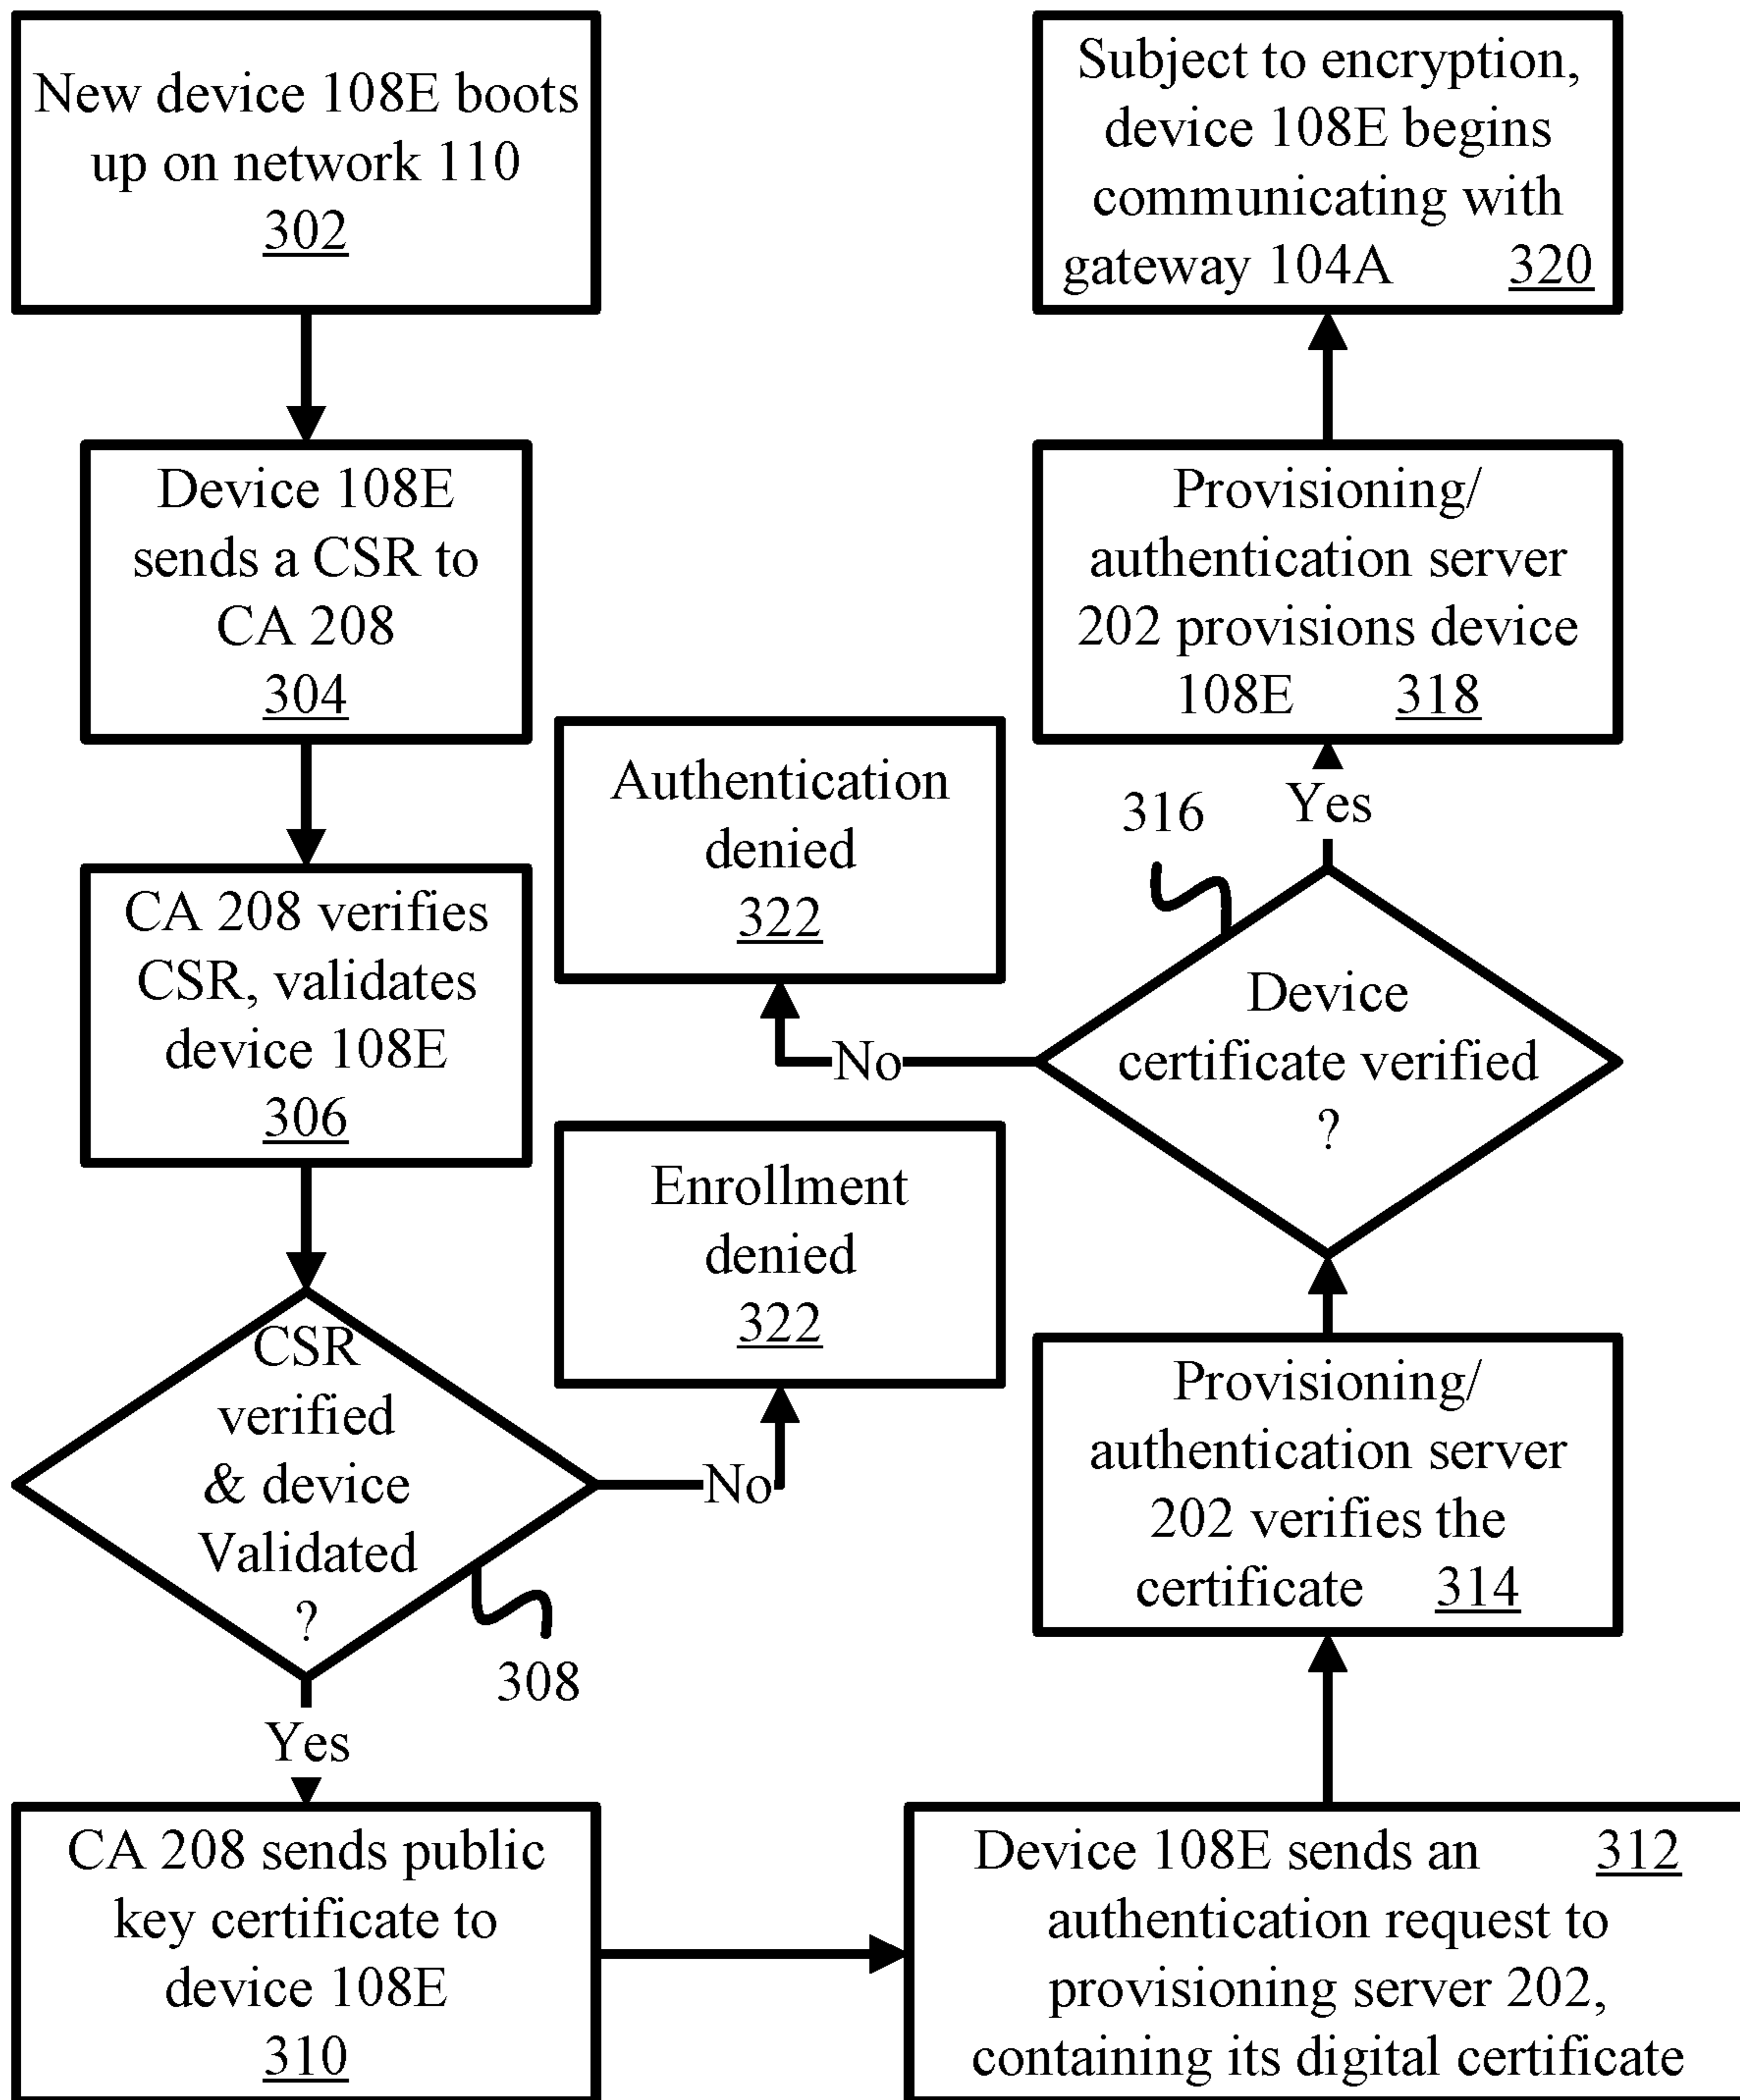 New device 108E boots
up on network 110
302
Device 108E
sends a CSR to
CA 208
304
CA 208 verifies
CSR, validates
device 108E
306
CSR
verified
& device
Validated
?
308
No
Enrollment
denied
322
Yes
CA 208 sends public
key certificate to
device 108E
310
Device 108E sends an 312
authentication request to
provisioning server 202,
containing its digital certificate
Provisioning/
authentication server
202 verifies the
certificate 314
Device
certificate verified
?
316
No
Authentication
denied
322
Yes
Provisioning/
authentication server
202 provisions device
108E 318
Subject to encryption,
device 108E begins
communicating with
gateway 104A 320